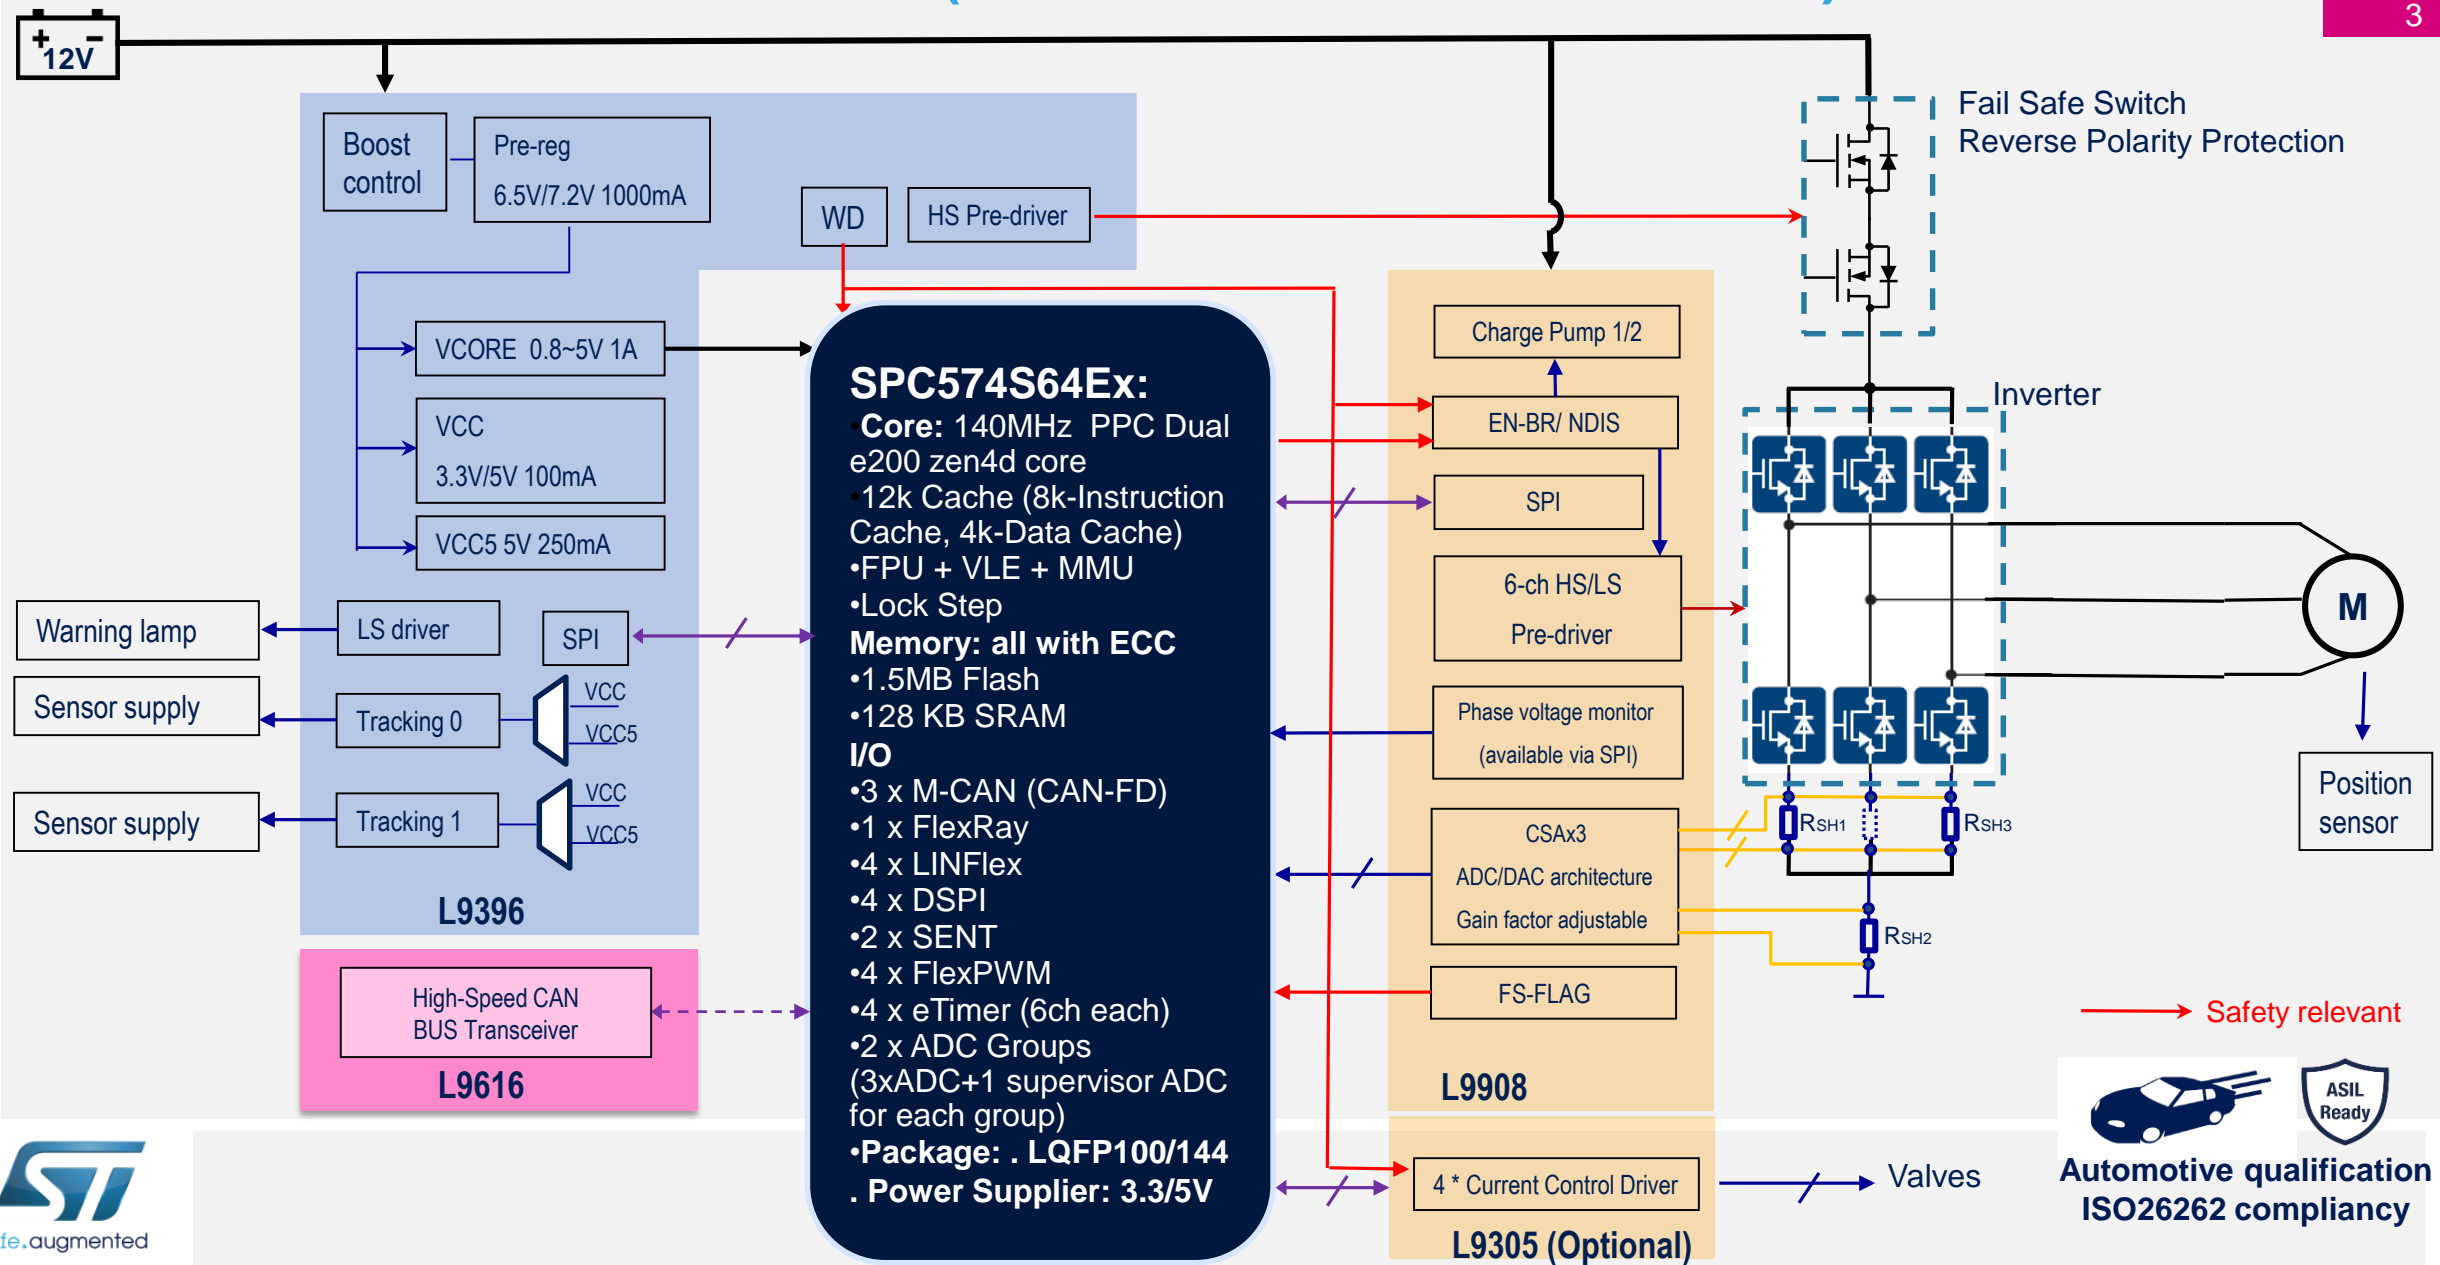 3
12V
Boost
control
Pre-reg
6.5V/7.2V 1000mA
WD
HS Pre-driver
Fail Safe Switch
Reverse Polarity Protection
VCORE 0.8~5V 1A
VCC
3.3V/5V 100mA
VCC5 5V 250mA
Warning lamp
LS driver
SPI
Sensor supply
Tracking 0
VCC
VCC5
Sensor supply
Tracking 1
VCC
VCC5
L9396
High-Speed CAN
BUS Transceiver
L9616
SPC574S64Ex:
•Core: 140MHz PPC Dual
e200 zen4d core
•12k Cache (8k-Instruction
Cache, 4k-Data Cache)
•FPU + VLE + MMU
•Lock Step
Memory: all with ECC
•1.5MB Flash
•128 KB SRAM
I/O
•3 x M-CAN (CAN-FD)
•1 x FlexRay
•4 x LINFlex
•4 x DSPI
•2 x SENT
•4 x FlexPWM
•4 x eTimer (6ch each)
•2 x ADC Groups
(3xADC+1 supervisor ADC
for each group)
•Package: . LQFP100/144
. Power Supplier: 3.3/5V
Charge Pump 1/2
EN-BR/ NDIS
SPI
6-ch HS/LS
Pre-driver
Phase voltage monitor
(available via SPI)
CSAx3
ADC/DAC architecture
Gain factor adjustable
FS-FLAG
L9908
4 * Current Control Driver
L9305 (Optional)
Valves
Inverter
M
Position
sensor
RSH1
RSH3
RSH2
Safety relevant
ASIL
Ready
Automotive qualification
ISO26262 compliancy
ST
fe.augmented